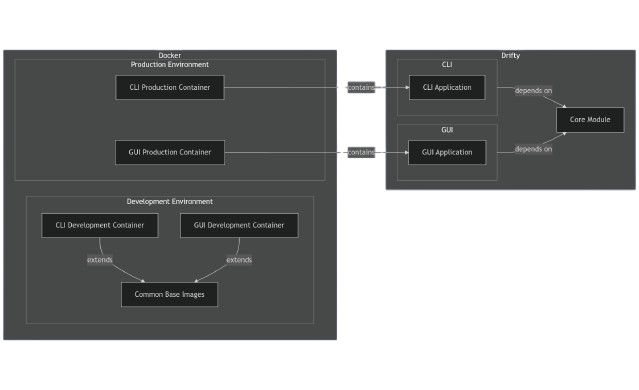 Docker
Production Environment
CLI Production Container
GUI Production Container
contains
contains
Drifty
CLI
CLI Application
GUI
GUI Application
depends on
depends on
Core Module
Development Environment
CLI Development Container
GUI Development Container
extends
extends
Common Base Images